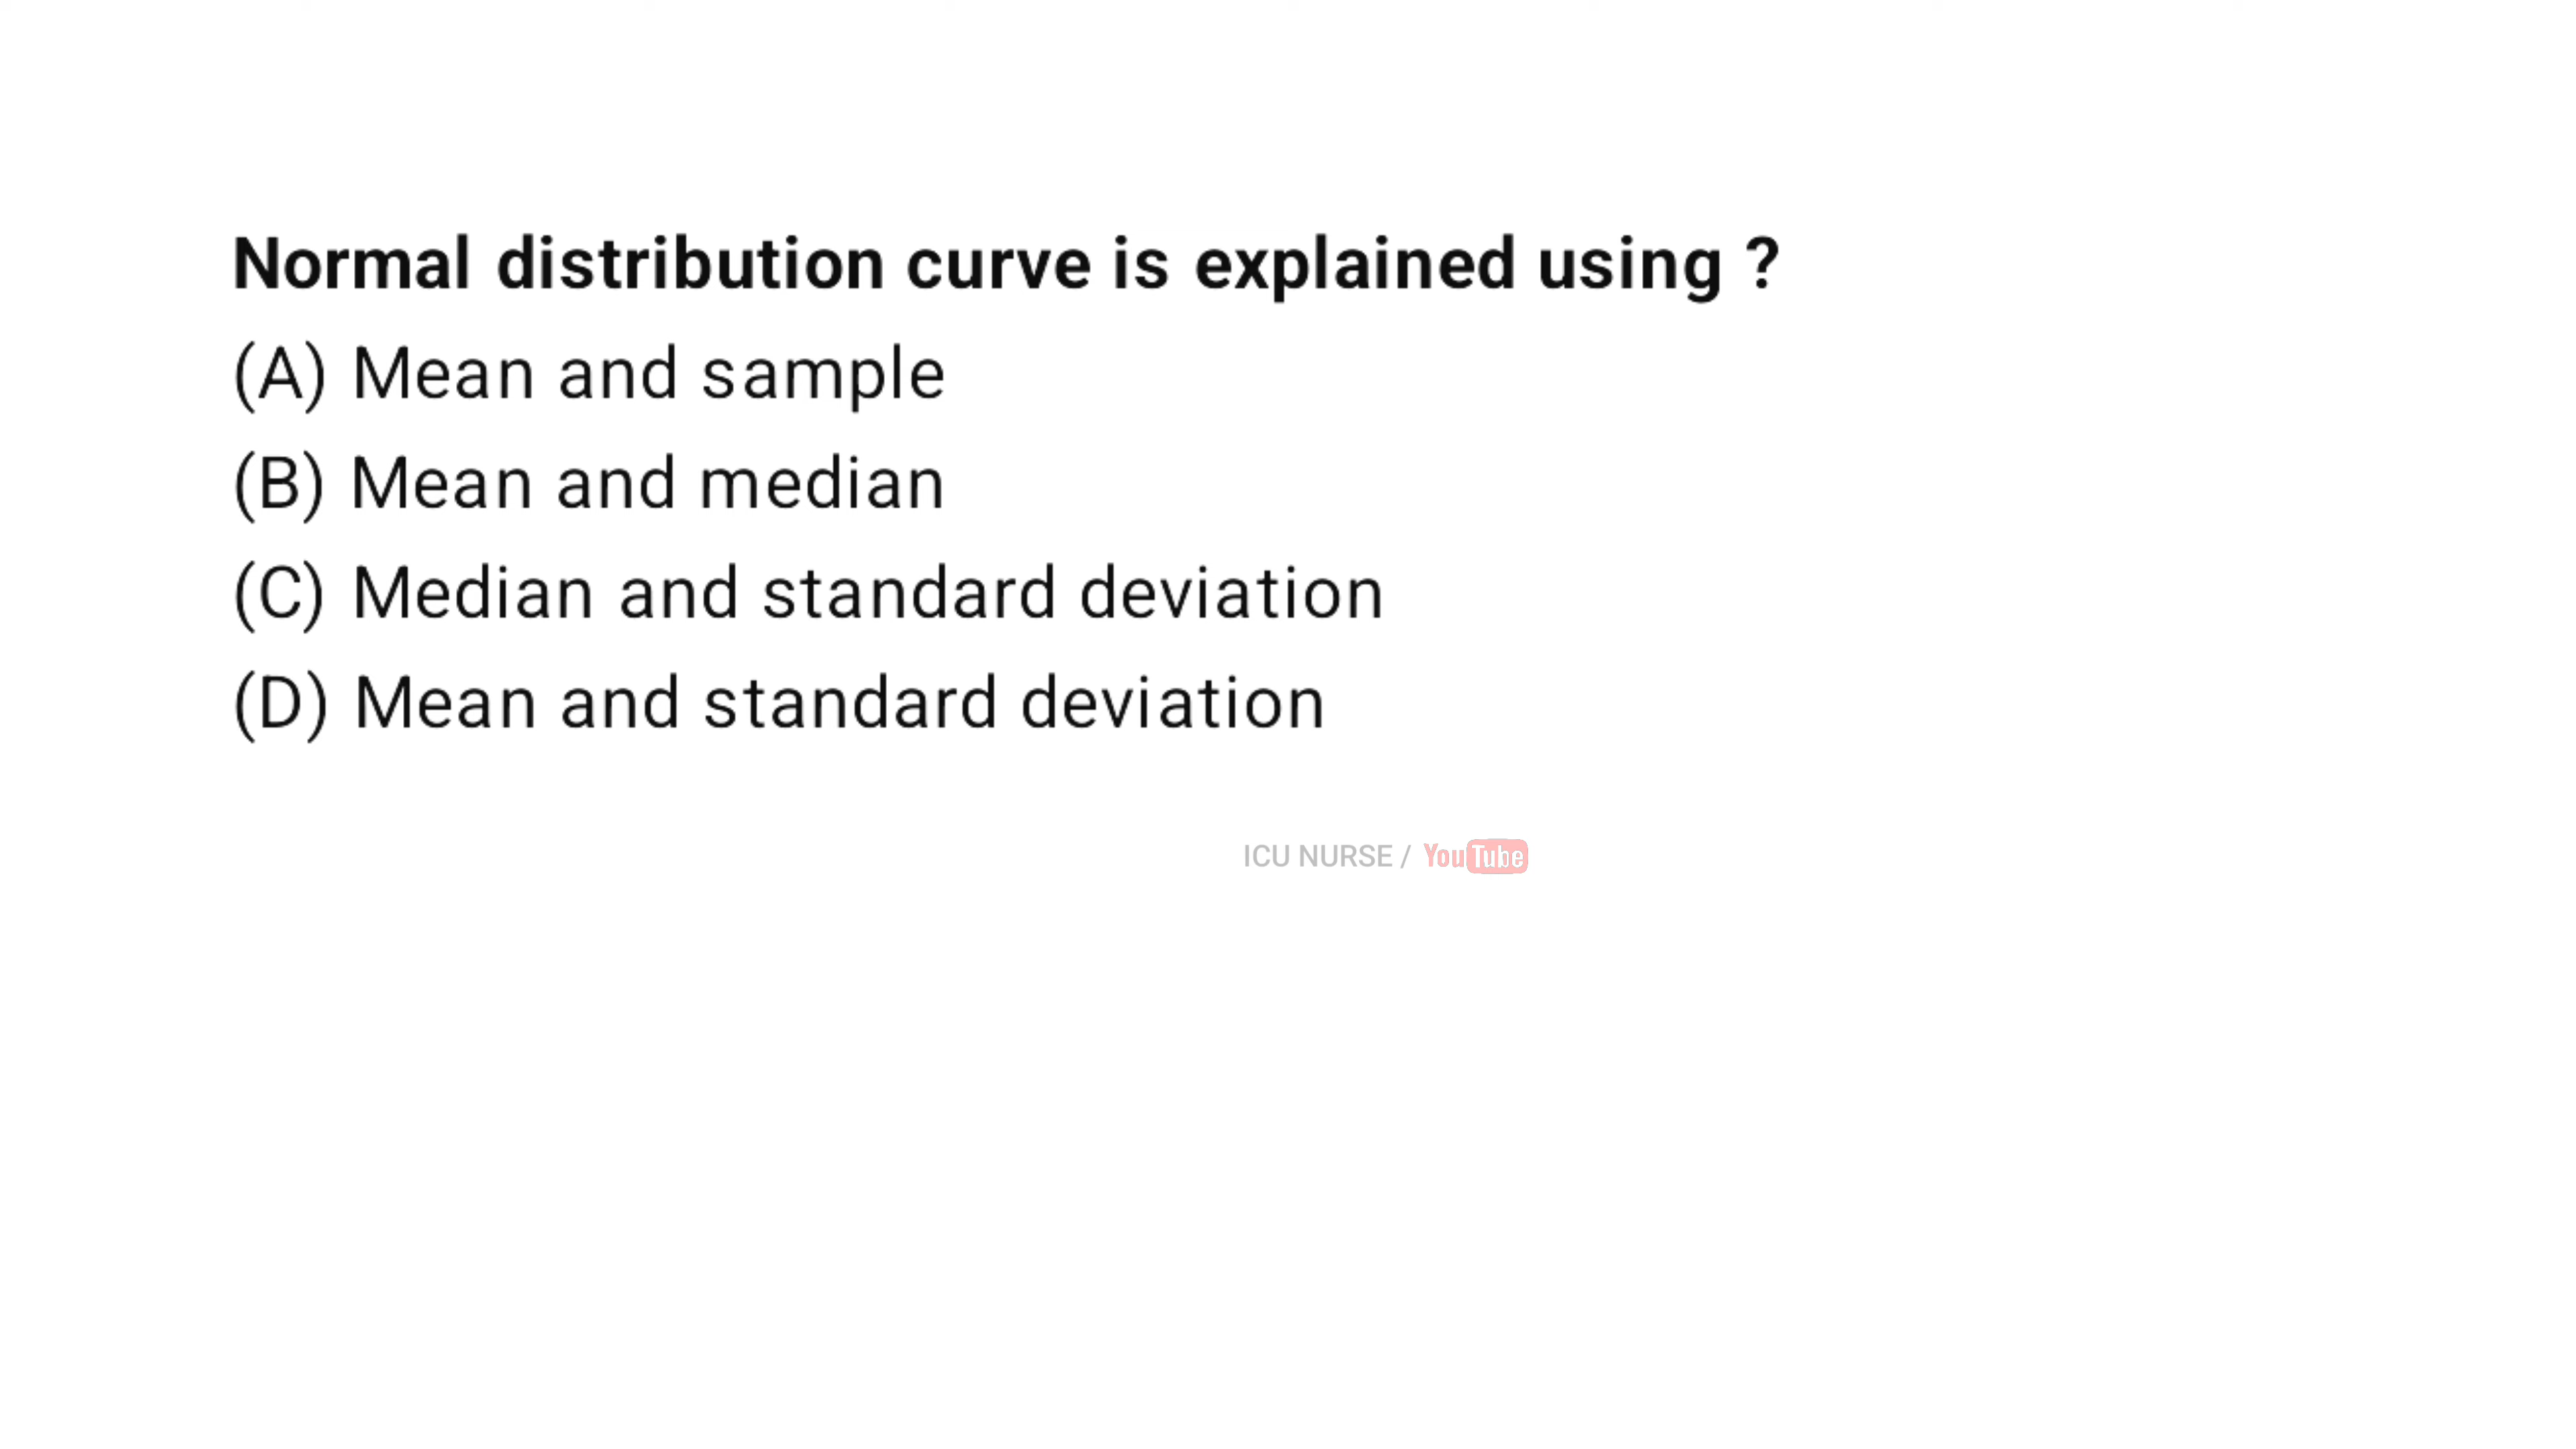 Normal distribution curve is explained using ?
(A) Mean and sample
(B) Mean and median
(C) Median and standard deviation
(D) Mean and standard deviation
ICU NURSE / YouTube